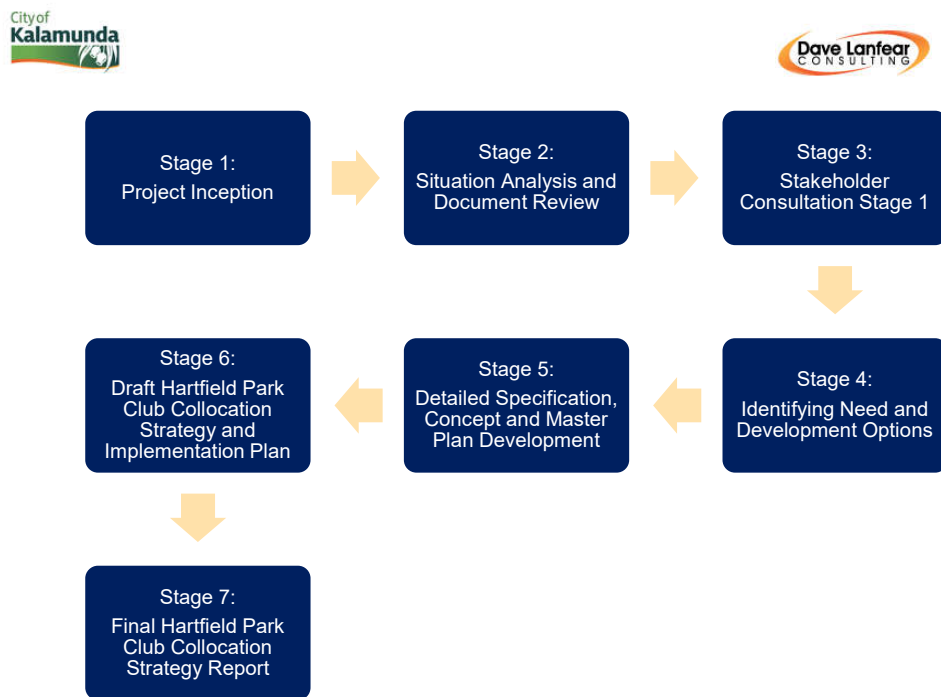 City of
Kalamunda
Dave Lanfear
CONSULTING
Stage 1:
Project Inception
Stage 2:
Situation Analysis and
Document Review
Stage 3:
Stakeholder
Consultation Stage 1
Stage 4:
Identifying Need and
Development Options
Stage 5:
Detailed Specification,
Concept and Master
Plan Development
Stage 6:
Draft Hartfield Park
Club Collocation
Strategy and
Implementation Plan
Stage 7:
Final Hartfield Park
Club Collocation
Strategy Report